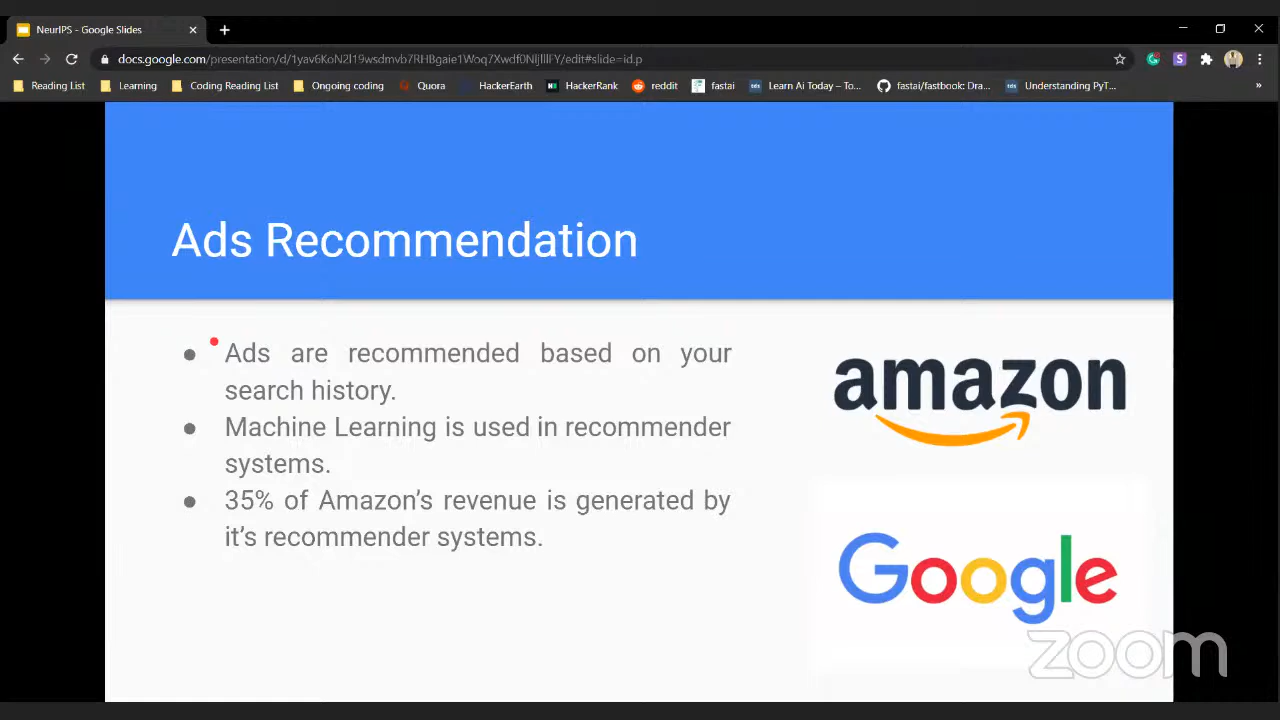 NeurIPS - Google Slides
docs.google.com/presentation/d/1yav6KoN2l19wsdmvb7RHBgaie1Woq7Xwdf0NljflllFY/edit#slide=id.p
Reading List Learning Coding Reading List Ongoing coding Quora HackerEarth HackerRank reddit fastai Learn Ai Today – To... fastai/fastbook: Dra... Understanding PyT...
Ads Recommendation
● Ads are recommended based on your
search history.
● Machine Learning is used in recommender
systems.
● 35% of Amazon's revenue is generated by
it's recommender systems.
amazon
Google
zoom